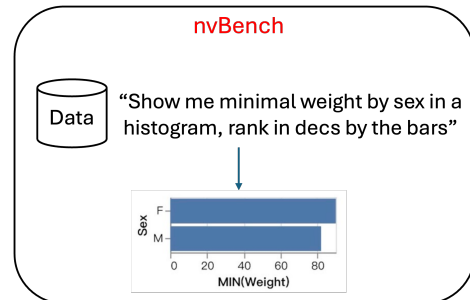 nvBench
Data
“Show me minimal weight by sex in a
histogram, rank in decs by the bars”
Sex
F
M
0 20 40 60 80
MIN(Weight)